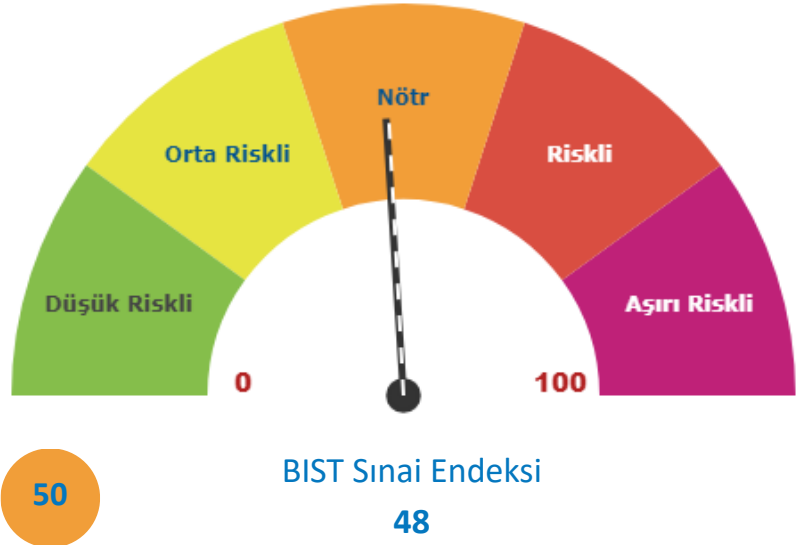 Nötr
Orta Riskli
Riskli
Düşük Riskli
Aşırı Riskli
0
100
BIST Sınai Endeksi
50
48